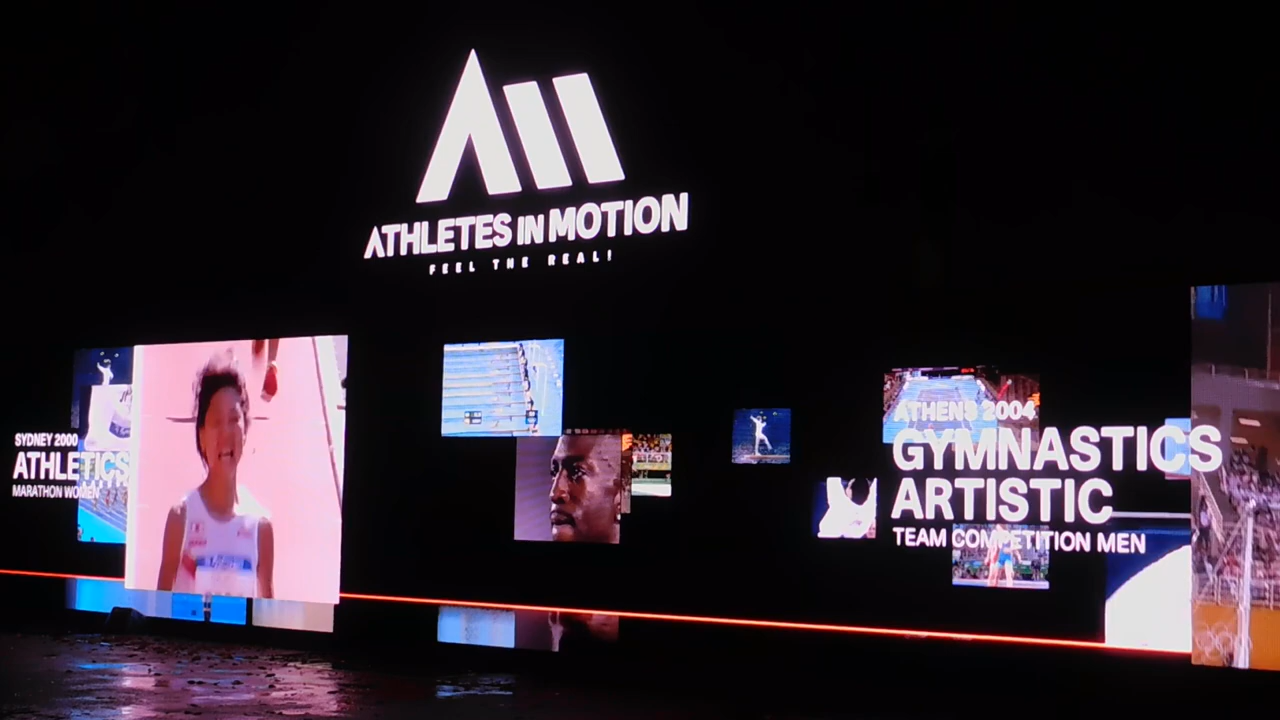 ATHLETES IN MOTION
FEEL THE REAL!
SYDNEY 2000
ATHLETICS
MARATHON WOMEN
ATHENS 2004
GYMNASTICS
ARTISTIC
TEAM COMPETITION MEN